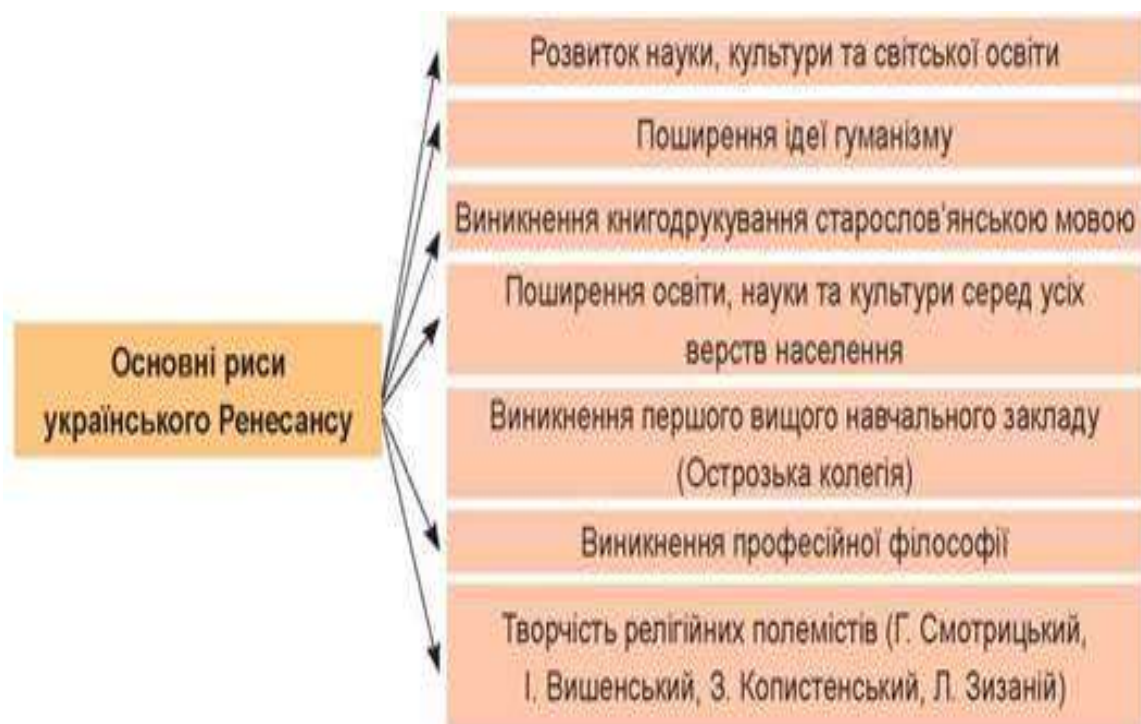 Розвиток науки, культури та світської освіти
Поширення ідеї гуманізму
Виникнення книгодрукування старослов'янською мовою
Поширення освіти, науки та культури серед усіх
верств населення
Основні риси
українського Ренесансу
Виникнення першого вищого навчального закладу
(Острозька колегія)
Виникнення професійної філософії
Творчість релігійних полемістів (Г. Смотрицький,
І. Вишенський, З. Копистенський, Л. Зизаній)